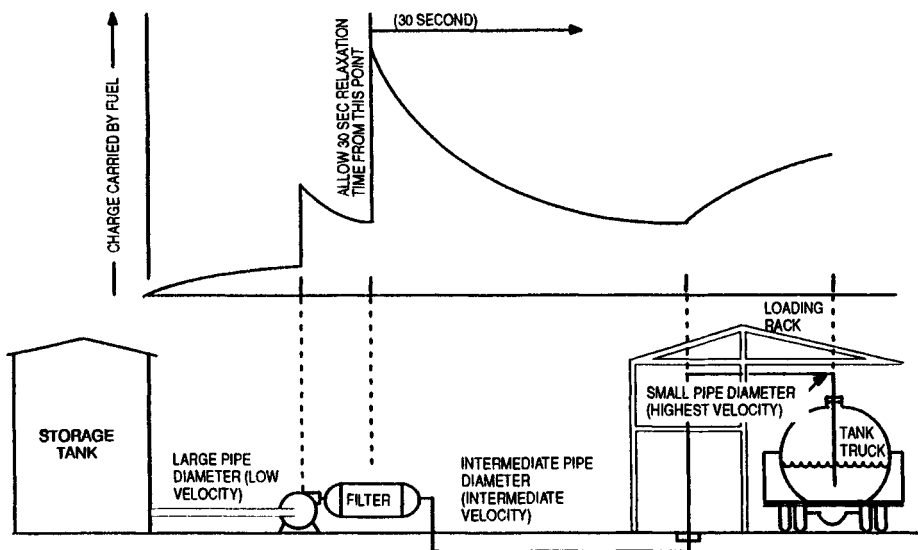 (30 SECOND)
CHARGE CARRIED BY FUEL
ALLOW 30 SEC RELAXATION
TIME FROM THIS POINT
LOADING
RACK
SMALL PIPE DIAMETER
(HIGHEST VELOCITY)
STORAGE
TANK
TANK
TRUCK
LARGE PIPE
DIAMETER (LOW
VELOCITY)
FILTER
INTERMEDIATE PIPE
DIAMETER
(INTERMEDIATE
VELOCITY)